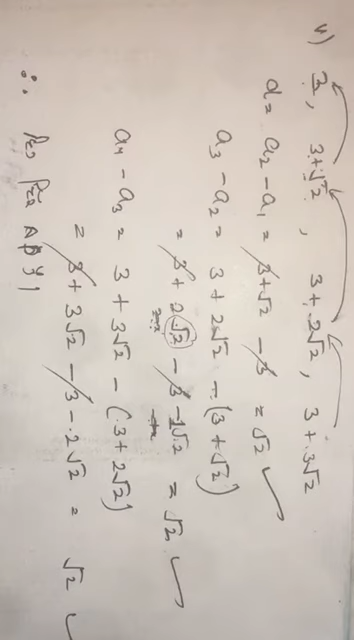 4) 3, 3+√2, 3+2√2, 3+3√2
d = a2 - a1 = 3+√2 - 3 = √2 ✓
a3 - a2 = 3 + 2√2 - (3+√2)
= 3 + 2√2 - 3 - 1√2 = √2 ✓
a4 - a3 = 3 + 3√2 - (3+2√2)
= 3 + 3√2 - 3 - 2√2 = √2 ✓
∴ AP